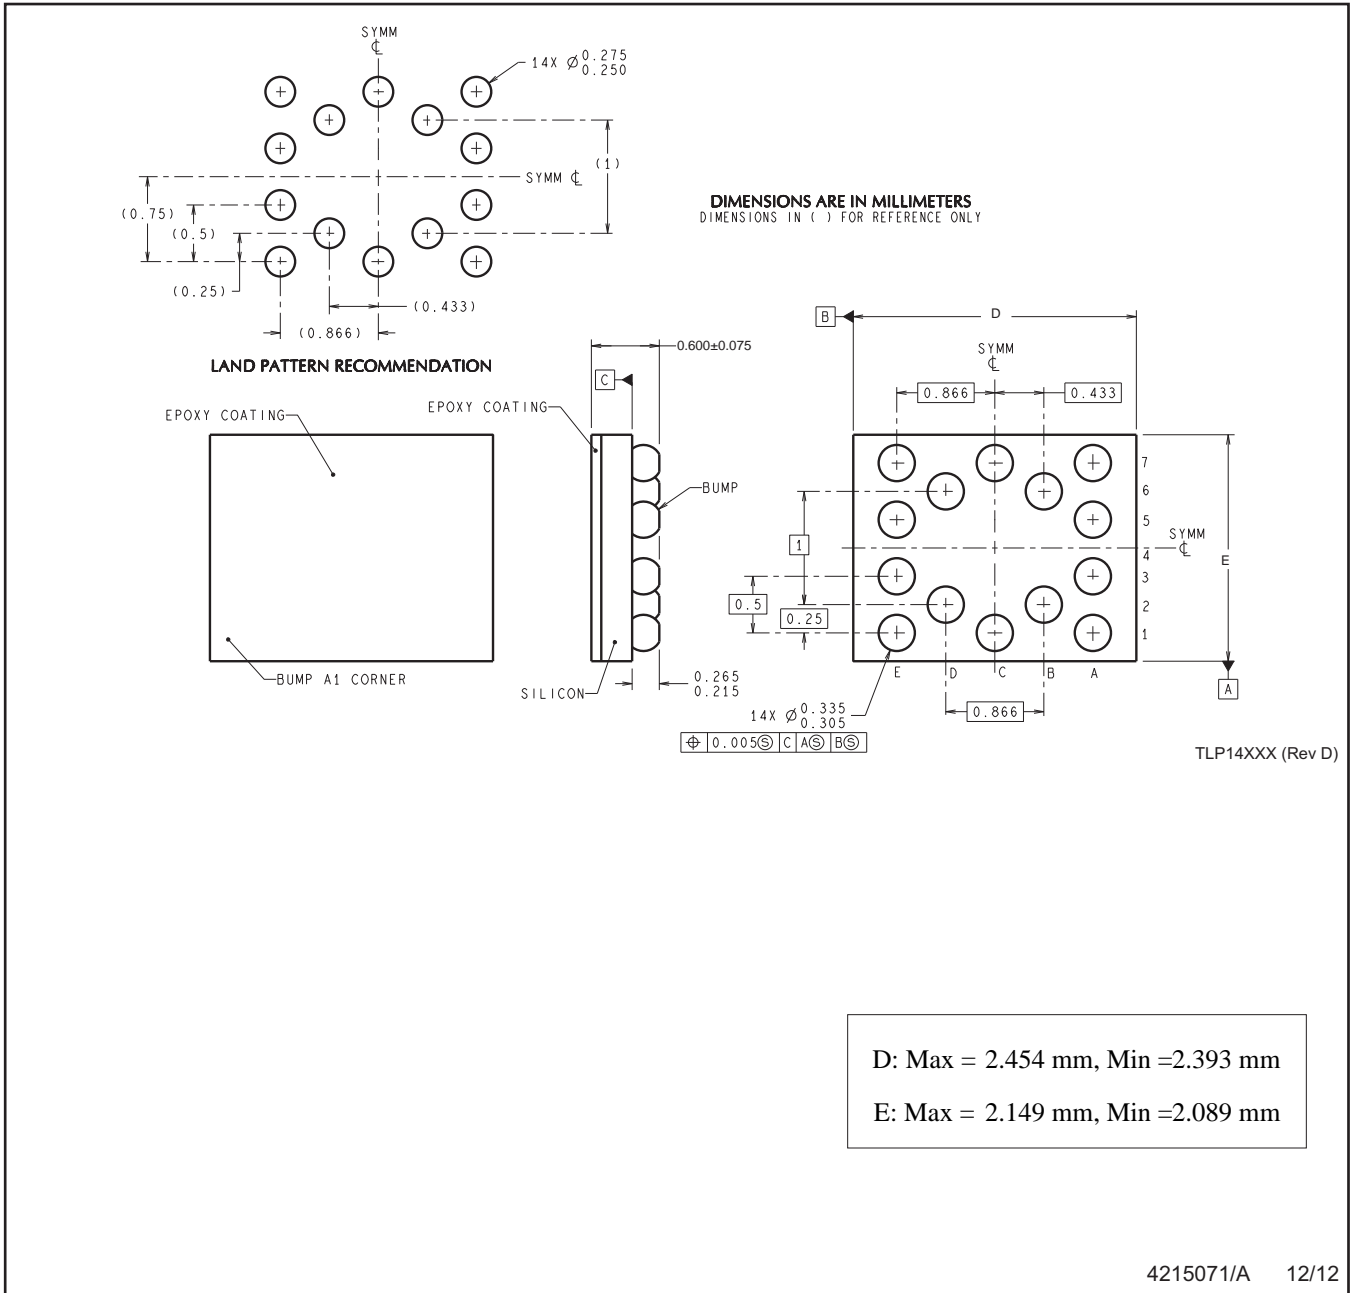 SYMM
℄
14X Ø 0.275
0.250
(1)
SYMM ℄
(0.75)
(0.5)
(0.25)
(0.433)
(0.866)
LAND PATTERN RECOMMENDATION
DIMENSIONS ARE IN MILLIMETERS
DIMENSIONS IN ( ) FOR REFERENCE ONLY
EPOXY COATING
BUMP A1 CORNER
0.600±0.075
C
EPOXY COATING
BUMP
SILICON
0.265
0.215
B
D
SYMM
℄
0.866
0.433
7
6
5
4
3
2
1
SYMM
℄
E
1
0.5
0.25
E D C B A
A
14X Ø 0.335
0.305
0.866
⌖ 0.005Ⓢ C AⓈ BⓈ
TLP14XXX (Rev D)
D: Max = 2.454 mm, Min =2.393 mm
E: Max = 2.149 mm, Min =2.089 mm
4215071/A 12/12